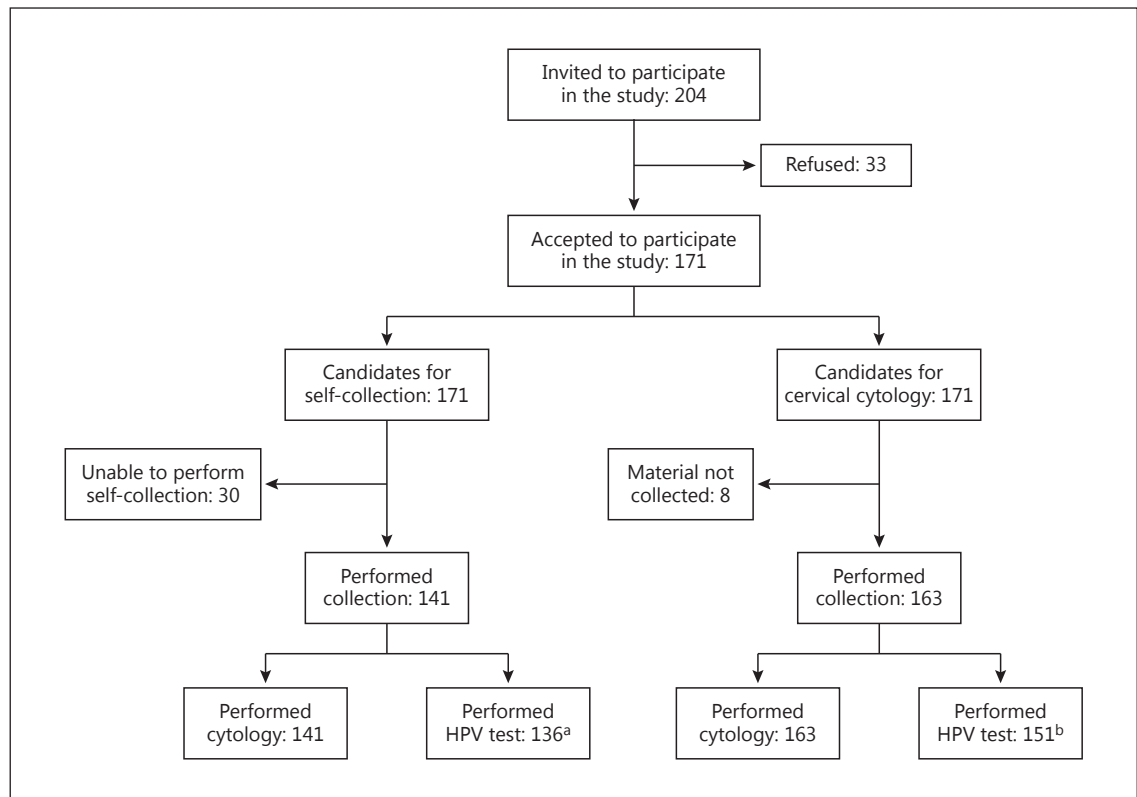 Invited to participate
in the study: 204
Refused: 33
Accepted to participate
in the study: 171
Candidates for
self-collection: 171
Candidates for
cervical cytology: 171
Unable to perform
self-collection: 30
Material not
collected: 8
Performed
collection: 141
Performed
collection: 163
Performed
cytology: 141
Performed
HPV test: 136ᵃ
Performed
cytology: 163
Performed
HPV test: 151ᵇ